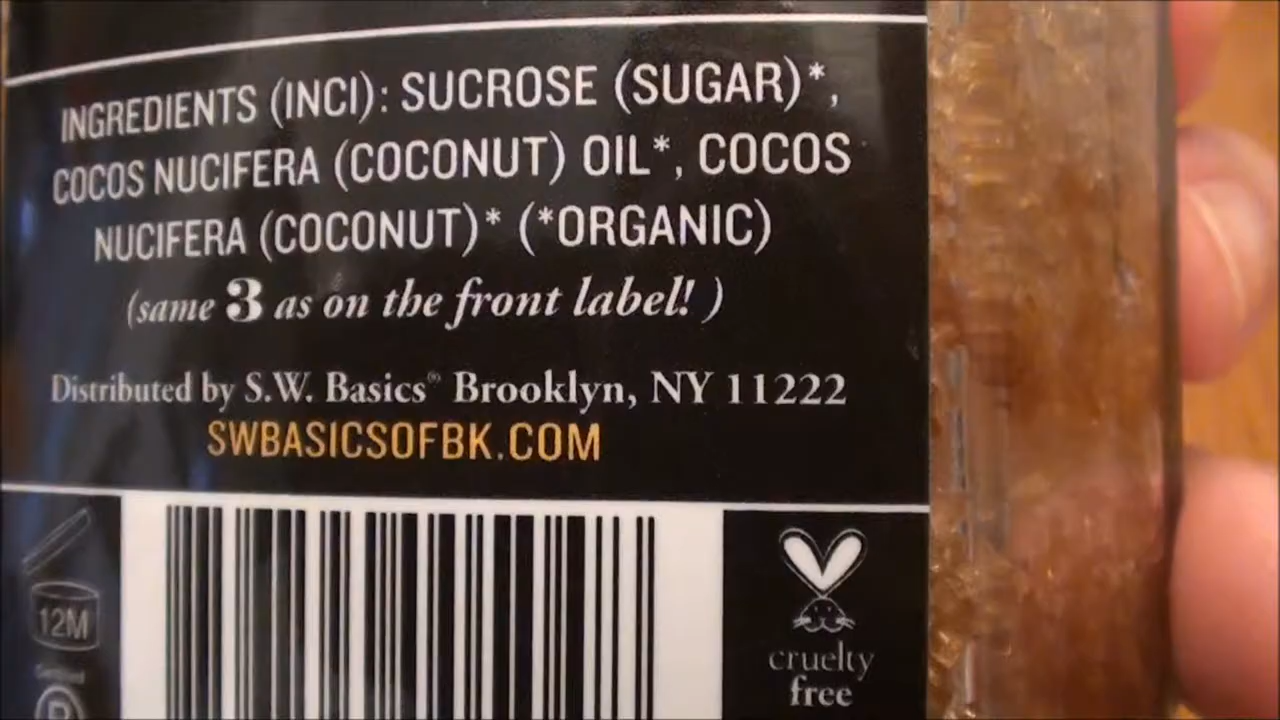 INGREDIENTS (INCI): SUCROSE (SUGAR)*,
COCOS NUCIFERA (COCONUT) OIL*, COCOS
NUCIFERA (COCONUT)* (*ORGANIC)
(same 3 as on the front label! )
Distributed by S.W. Basics® Brooklyn, NY 11222
SWBASICSOFBK.COM
12M
Certified
B
cruelty
free